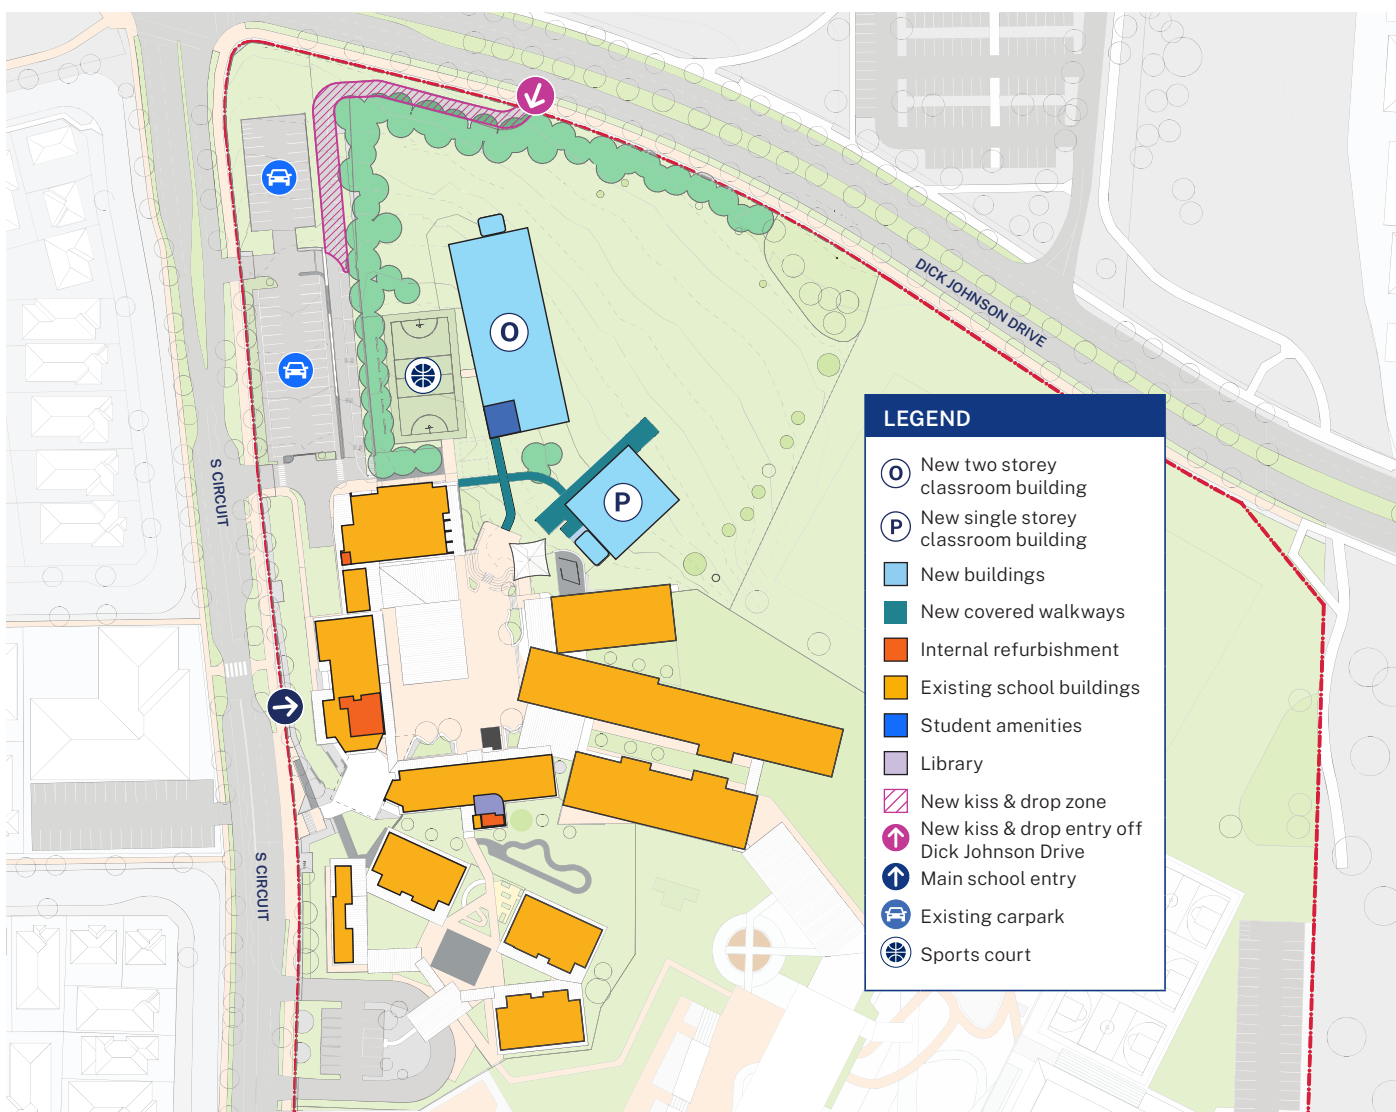 DICK JOHNSON DRIVE
O
S CIRCUIT
P
S CIRCUIT
LEGEND
O New two storey
classroom building
P New single storey
classroom building
New buildings
New covered walkways
Internal refurbishment
Existing school buildings
Student amenities
Library
New kiss & drop zone
New kiss & drop entry off
Dick Johnson Drive
Main school entry
Existing carpark
Sports court